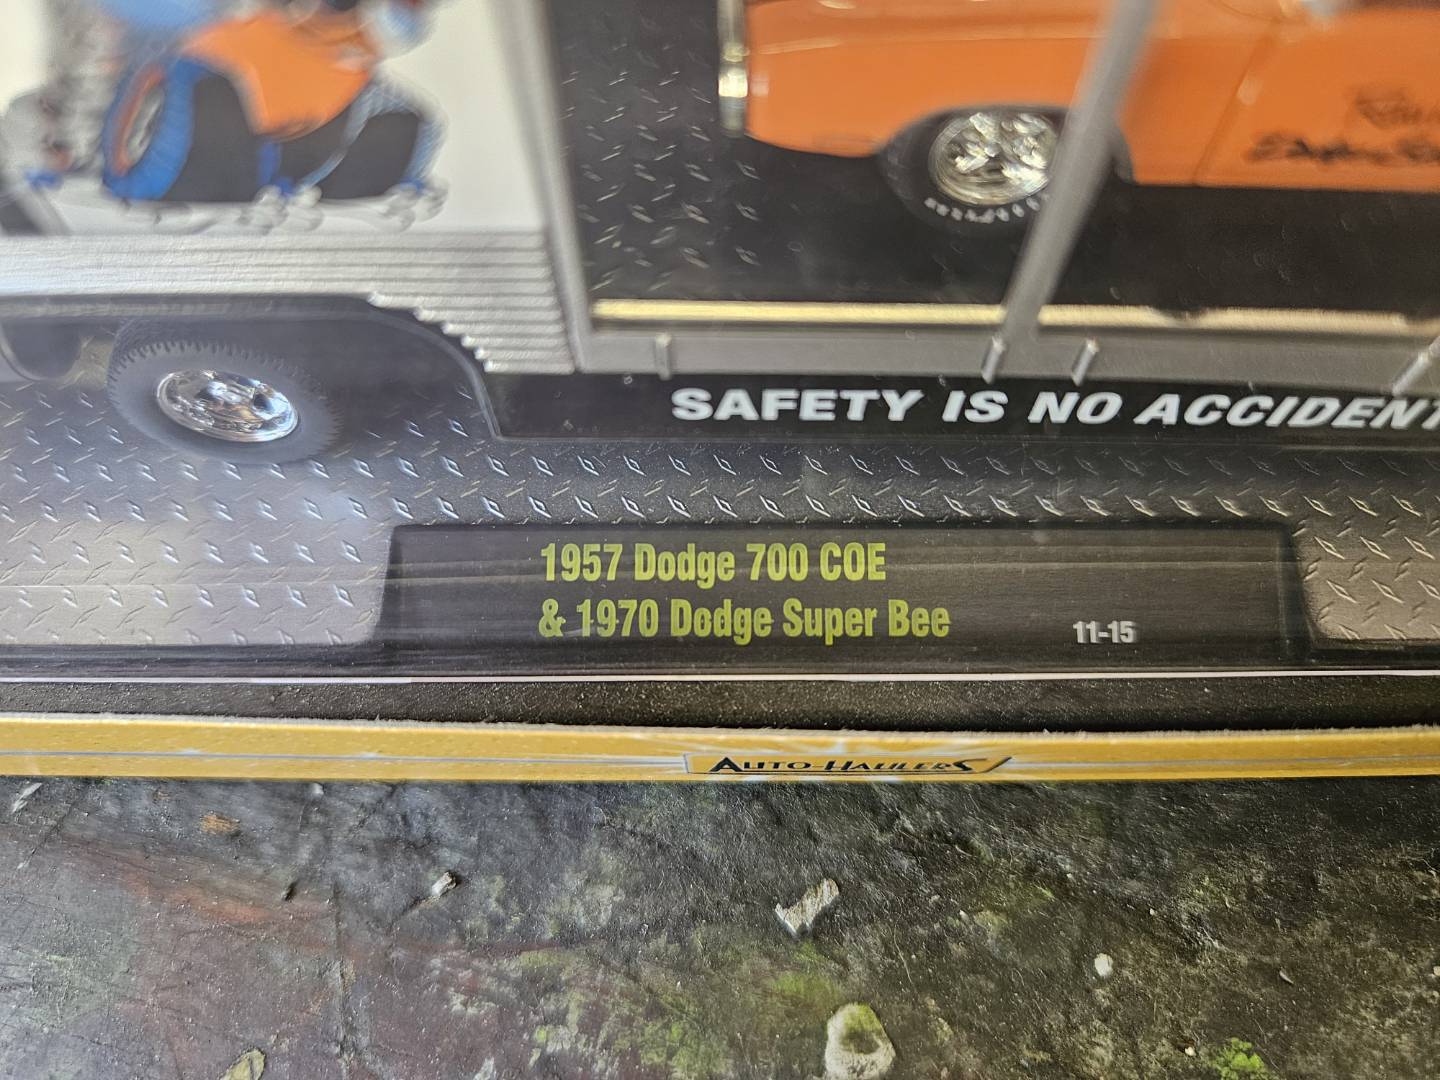 SAFETY IS NO ACCIDENT
1957 Dodge 700 COE
& 1970 Dodge Super Bee
11-15
AUTO-HAULERS